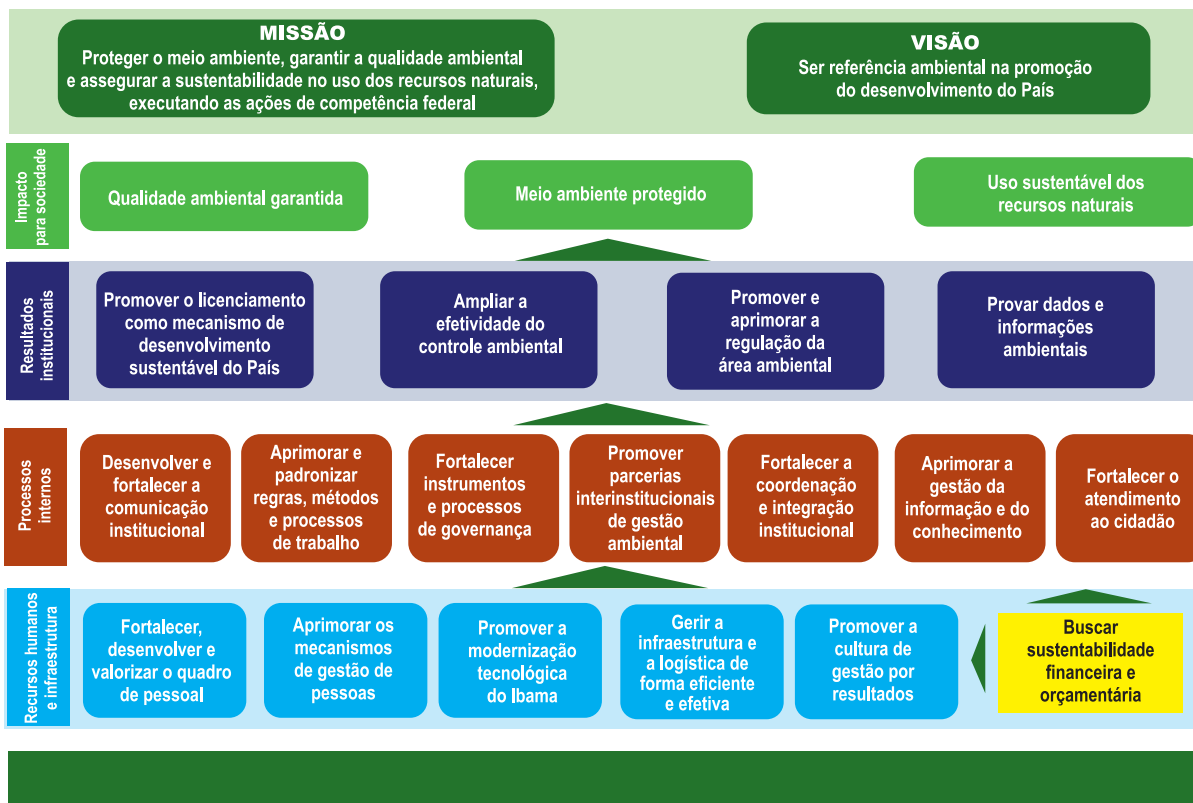 MISSÃO
Proteger o meio ambiente, garantir a qualidade ambiental
e assegurar a sustentabilidade no uso dos recursos naturais,
executando as ações de competência federal
VISÃO
Ser referência ambiental na promoção
do desenvolvimento do País
Impacto
para sociedade
Qualidade ambiental garantida
Meio ambiente protegido
Uso sustentável dos
recursos naturais
Resultados
institucionais
Promover o licenciamento
como mecanismo de
desenvolvimento
sustentável do País
Ampliar a
efetividade do
controle ambiental
Promover e
aprimorar a
regulação da
área ambiental
Provar dados e
informações
ambientais
Processos
internos
Desenvolver e
fortalecer a
comunicação
institucional
Aprimorar e
padronizar
regras, métodos
e processos
de trabalho
Fortalecer
instrumentos
e processos
de governança
Promover
parcerias
interinstitucionais
de gestão
ambiental
Fortalecer a
coordenação
e integração
institucional
Aprimorar a
gestão da
informação e do
conhecimento
Fortalecer o
atendimento
ao cidadão
Recursos humanos
e infraestrutura
Fortalecer,
desenvolver e
valorizar o quadro
de pessoal
Aprimorar os
mecanismos
de gestão de
pessoas
Promover a
modernização
tecnológica
do Ibama
Gerir a
infraestrutura e
a logística de
forma eficiente
e efetiva
Promover a
cultura de
gestão por
resultados
Buscar
sustentabilidade
financeira e
orçamentária